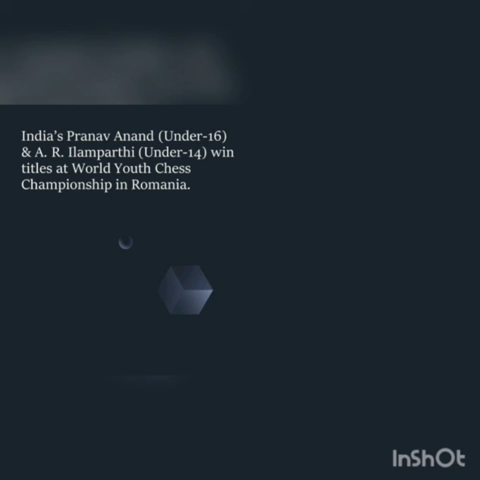 India’s Pranav Anand (Under-16)
& A. R. Ilamparthi (Under-14) win
titles at World Youth Chess
Championship in Romania.
InShOt